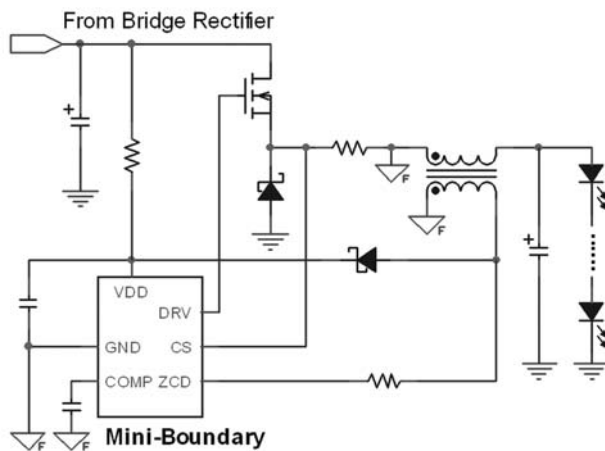 From Bridge Rectifier
+
F
+
F
VDD
DRV
GND
CS
COMP ZCD
F
F
Mini-Boundary